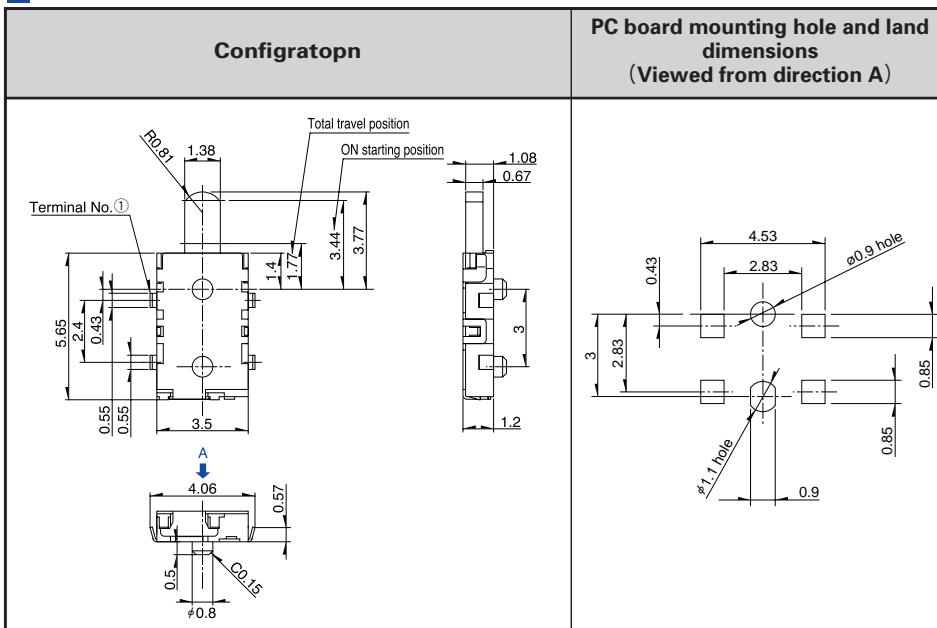 Configratopn
PC board mounting hole and land
dimensions
(Viewed from direction A)
Total travel position
R0.81
1.38
ON starting position
1.08
0.67
Terminal No.①
3.44
3.77
1.4
1.77
5.65
2.4
0.43
0.55
0.55
3.5
3
1.2
A
4.06
0.57
0.5
C0.15
φ0.8
4.53
ø0.9 hole
2.83
0.43
3
2.83
0.85
0.85
φ1.1 hole
0.9